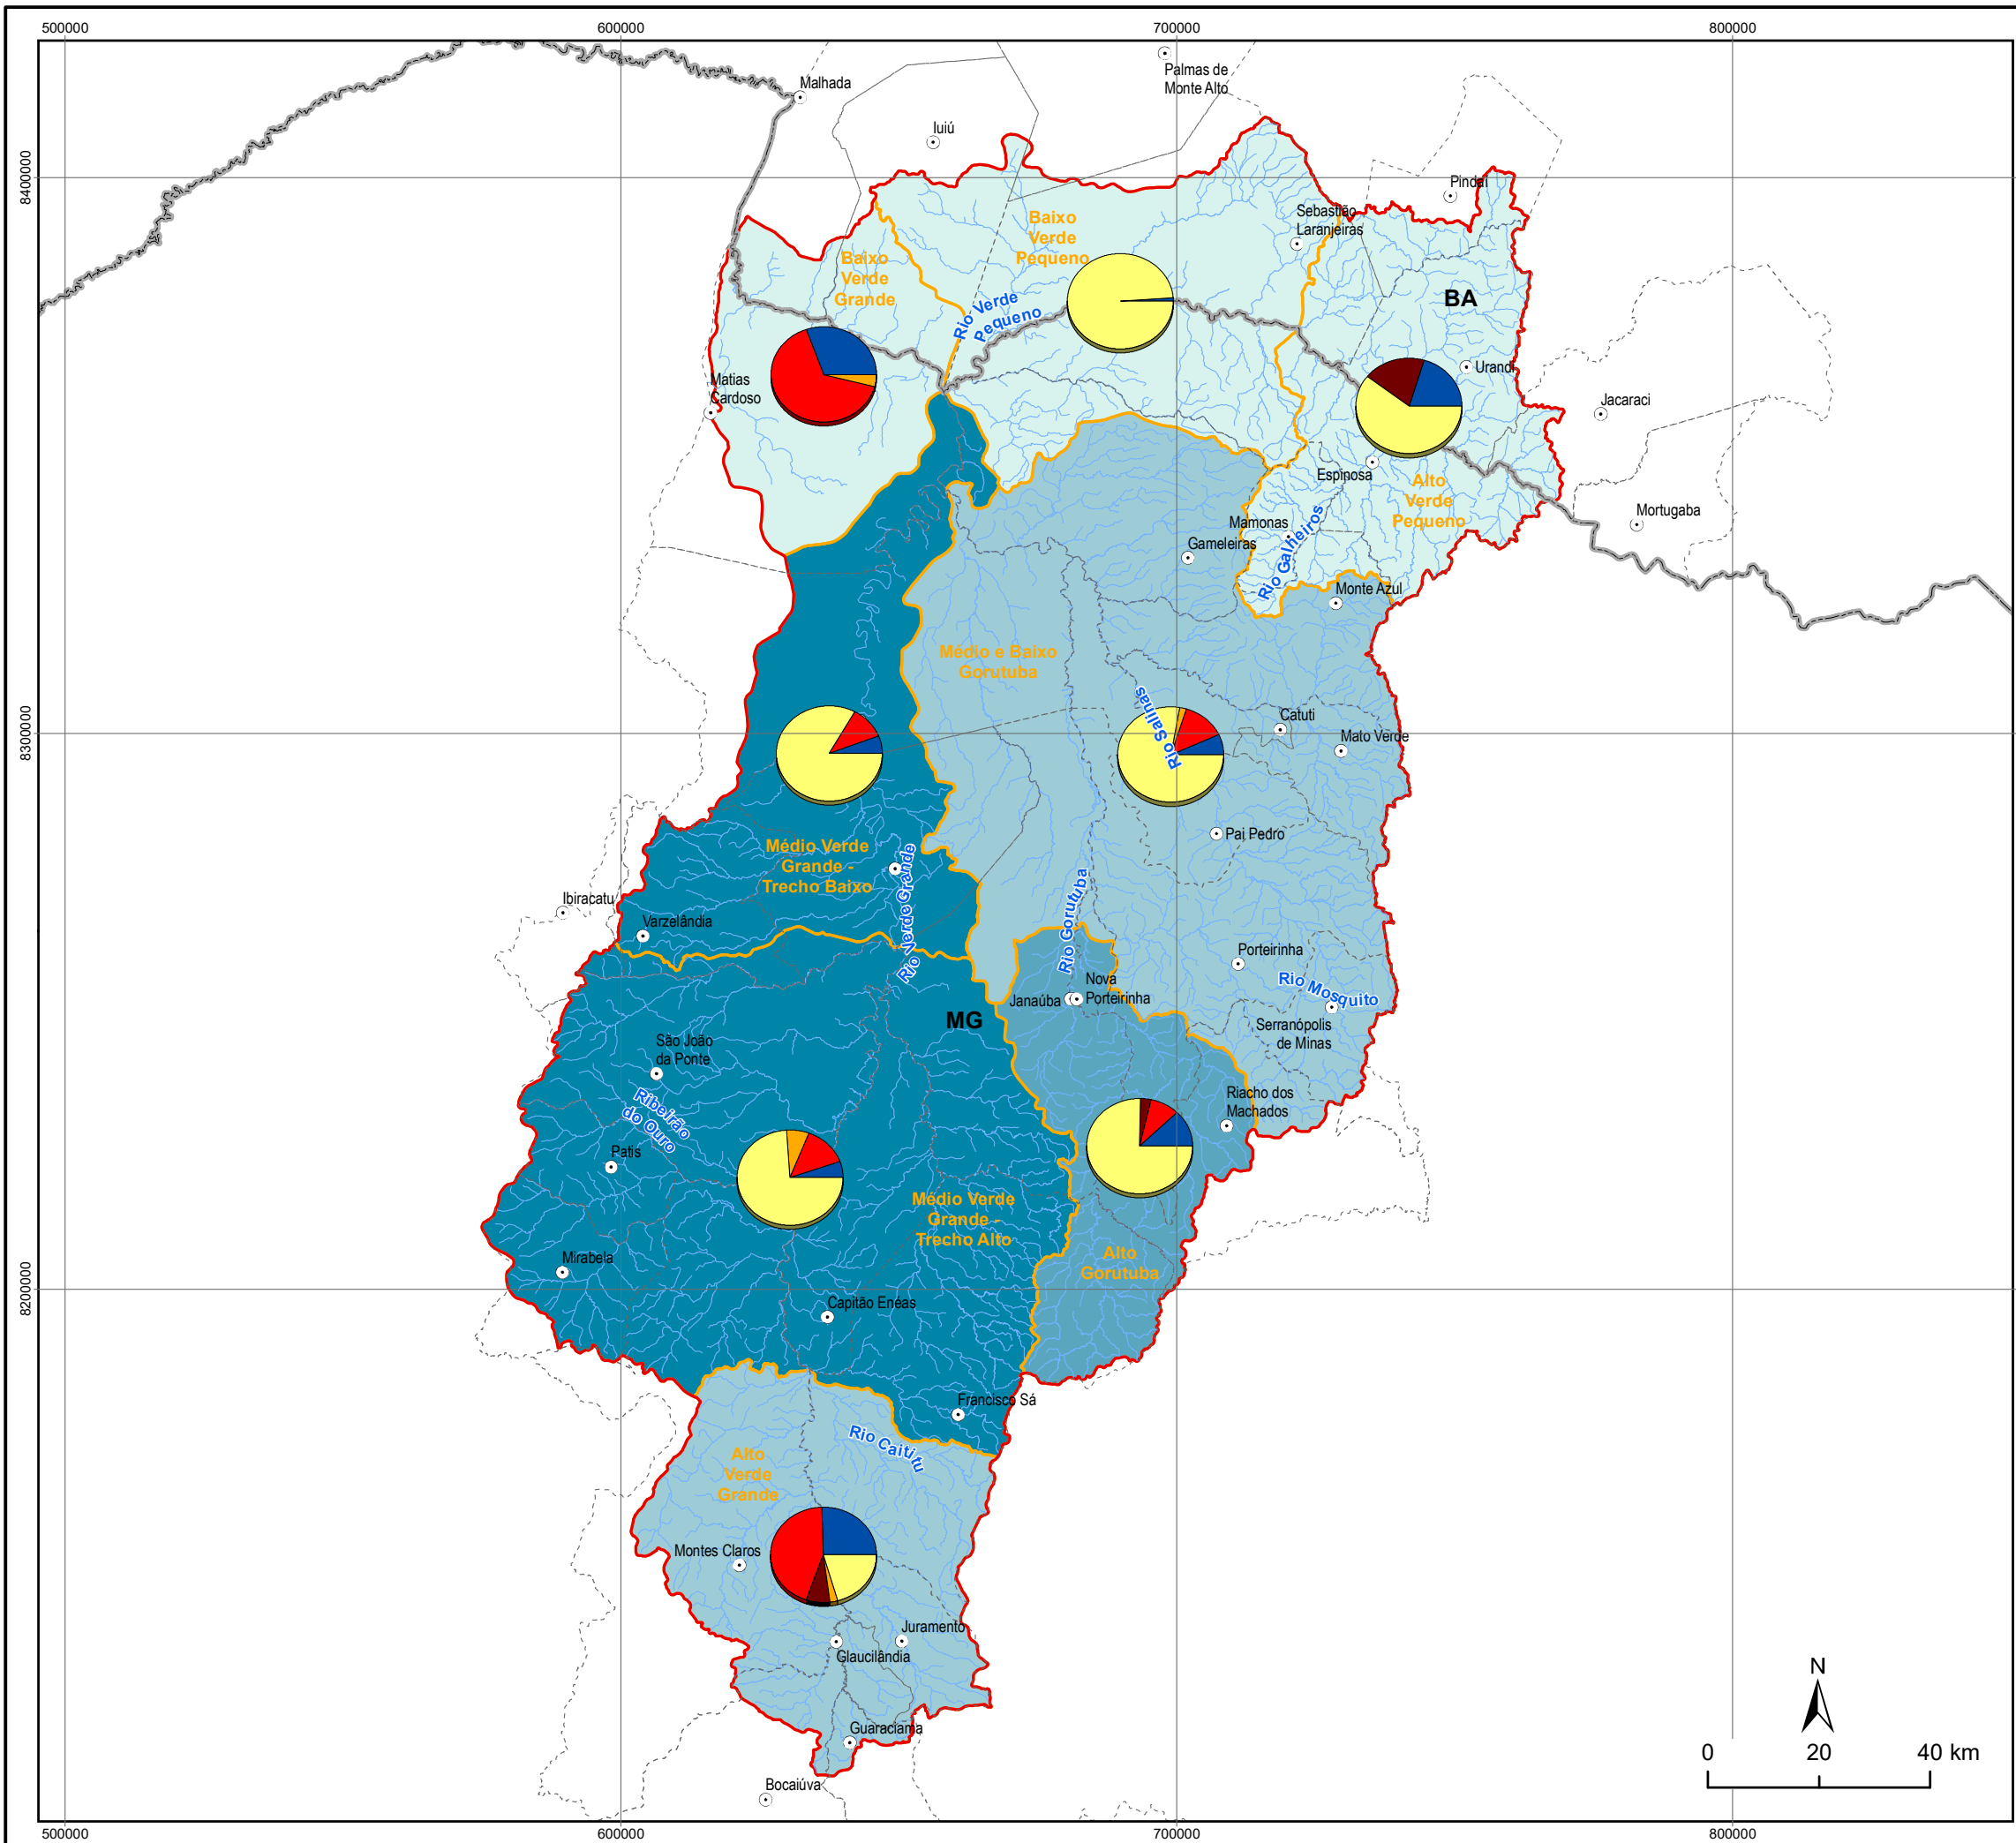 500000
600000
700000
800000
8400000
8300000
8200000
Malhada
Palmas de
Monte Alto
Iuiú
Pindaí
Sebastião
Laranjeiras
Baixo
Verde
Pequeno
Baixo
Verde
Grande
Rio Verde
Pequeno
BA
Urandi
Matias
Cardoso
Jacaraci
Espinosa
Alto
Verde
Pequeno
Mortugaba
Mamonas
Rio Galheiros
Gameleiras
Monte Azul
Médio e Baixo
Gorutuba
Rio Salinas
Catuti
Mato Verde
Pai Pedro
Médio Verde
Grande -
Trecho Baixo
Rio Verde Grande
Ibiracatu
Varzelândia
Rio Gorutuba
Porteirinha
Rio Mosquito
Janaúba
Nova
Porteirinha
Serranópolis
de Minas
MG
São João
da Ponte
Ribeirão
do Ouro
Riacho dos
Machados
Patis
Médio Verde
Grande -
Trecho Alto
Alto
Gorutuba
Mirabela
Capitão Enéas
Francisco Sá
Rio Caititu
Alto
Verde
Grande
Montes Claros
Juramento
Glaucilândia
Guaraciama
Bocaiúva
N
0 20 40 km
500000
600000
700000
800000